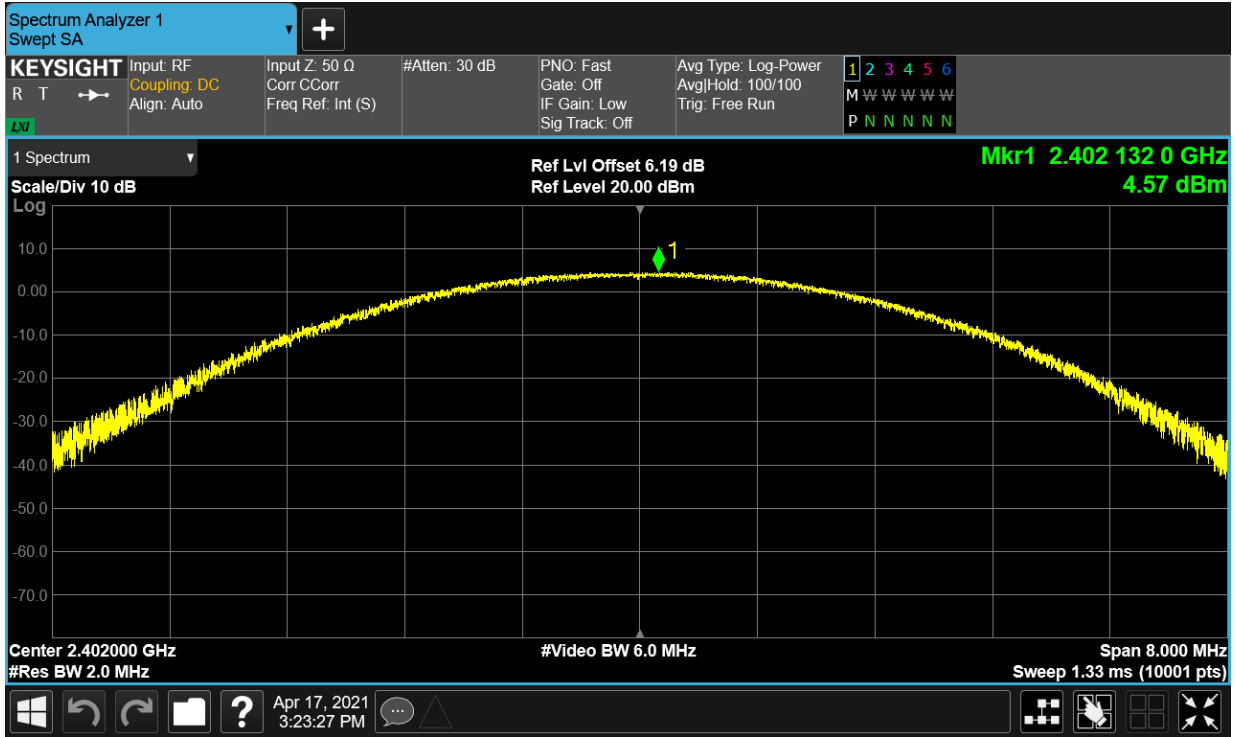 Spectrum Analyzer 1
Swept SA
KEYSIGHT
R T
LXI
Input: RF
Coupling: DC
Align: Auto
Input Z: 50 Ω
Corr CCorr
Freq Ref: Int (S)
#Atten: 30 dB
PNO: Fast
Gate: Off
IF Gain: Low
Sig Track: Off
Avg Type: Log-Power
Avg|Hold: 100/100
Trig: Free Run
1 2 3 4 5 6
M W W W W W
P N N N N N
1 Spectrum
Scale/Div 10 dB
Log
Ref Lvl Offset 6.19 dB
Ref Level 20.00 dBm
Mkr1 2.402 132 0 GHz
4.57 dBm
1
10.0
0.00
-10.0
-20.0
-30.0
-40.0
-50.0
-60.0
-70.0
Center 2.402000 GHz
#Res BW 2.0 MHz
#Video BW 6.0 MHz
Span 8.000 MHz
Sweep 1.33 ms (10001 pts)
?
Apr 17, 2021
3:23:27 PM